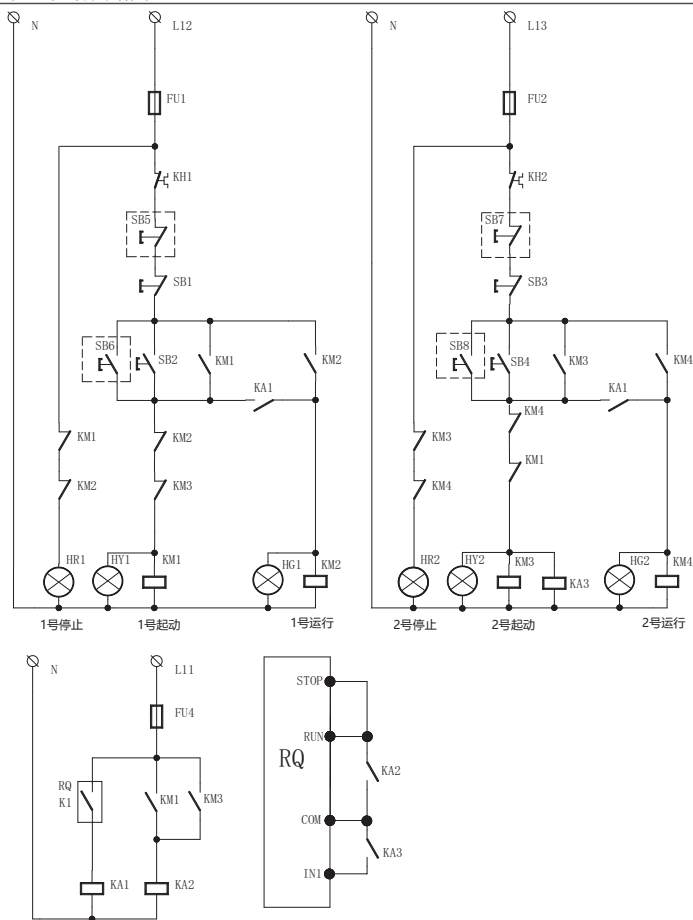 N L12 N L13
FU1 FU2
KH1 KH2
SB5 SB7
SB1 SB3
SB6 SB2 KM1 KM2 SB8 SB4 KM3 KM4
KA1 KA1
KM4
KM1 KM2 KM3
KM1
KM2 KM3 KM4
HR1 HY1 KM1 HG1 KM2 HR2 HY2 KM3 KA3 HG2 KM4
1号停止 1号起动 1号运行 2号停止 2号起动 2号运行
N L11
STOP
FU4
RUN
RQ
RQ K1 KM1 KM3 KA2
COM
KA3
IN1
KA1 KA2